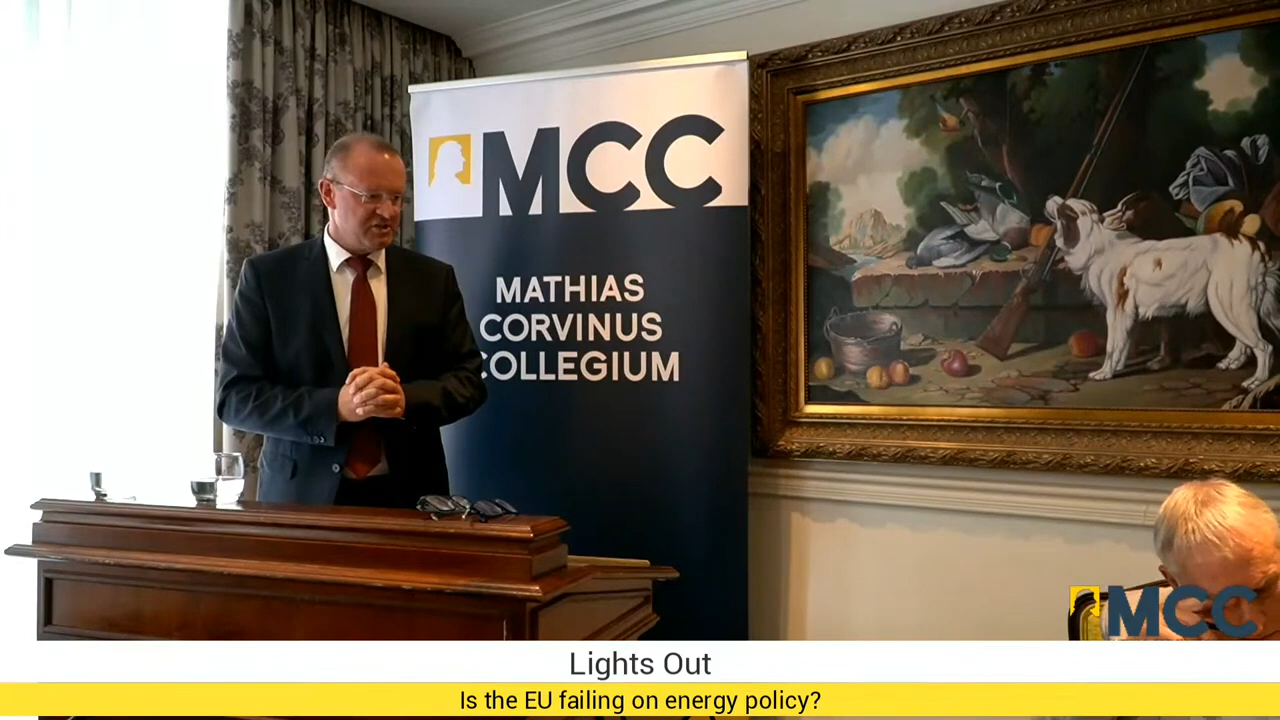 MCC
MATHIAS
CORVINUS
COLLEGIUM
MCC
Lights Out
Is the EU failing on energy policy?